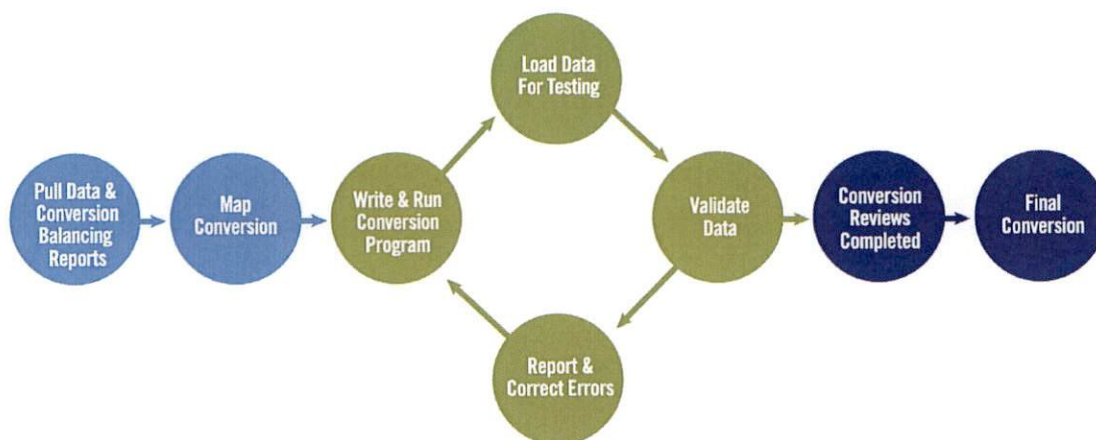 Pull Data &
Conversion
Balancing
Reports
Map
Conversion
Write & Run
Conversion
Program
Load Data
For Testing
Validate
Data
Report &
Correct Errors
Conversion
Reviews
Completed
Final
Conversion